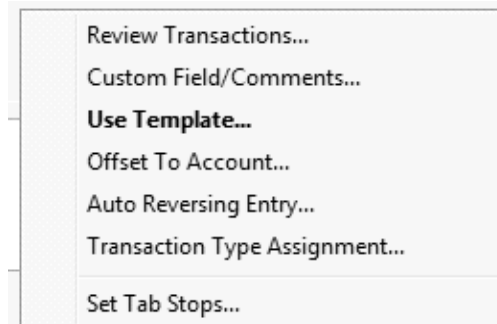 Review Transactions...
Custom Field/Comments...
Use Template...
Offset To Account...
Auto Reversing Entry...
Transaction Type Assignment...
Set Tab Stops...